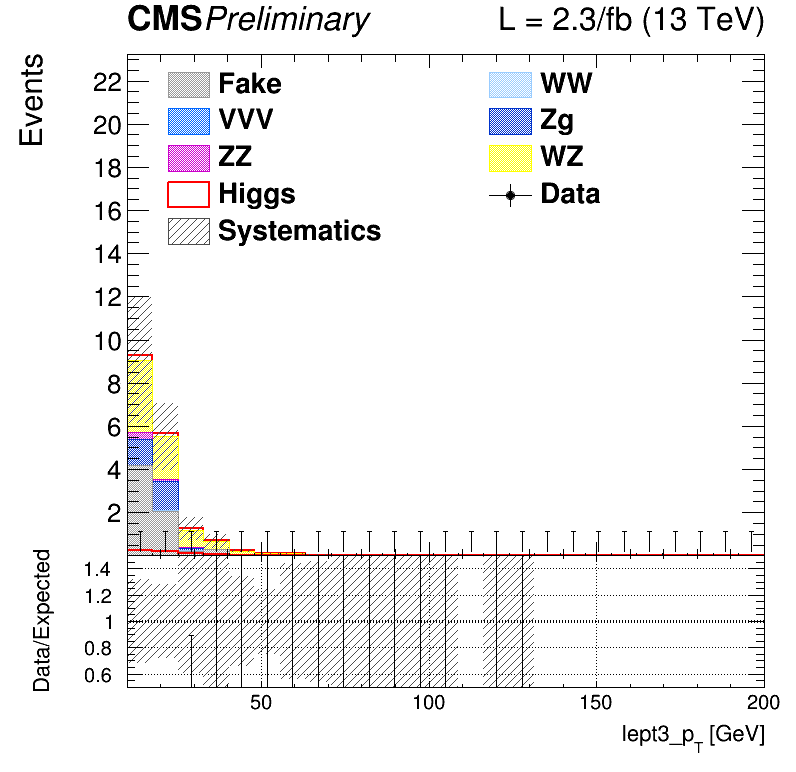 CMS Preliminary L = 2.3/fb (13 TeV)
Events
22
20
18
16
14
12
10
8
6
4
2
Fake WW
VVV Zg
ZZ WZ
Higgs Data
Systematics
Data/Expected
1.4
1.2
1
0.8
0.6
50 100 150 200
lept3_p_T [GeV]